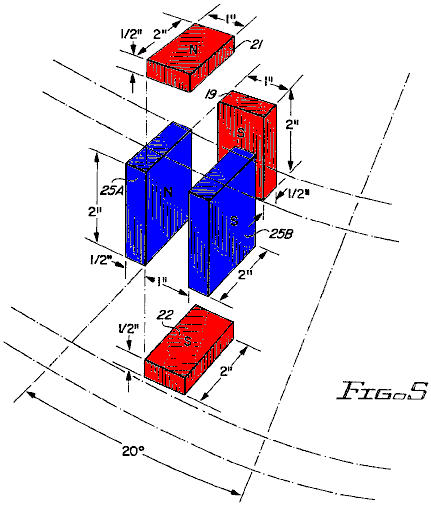 1/2" 2" 1"
21
N
19 1"
S 2"
25A
N
2"
S
1/2"
25B
1/2" 1" 2"
1/2" 22
S
2"
FIG.S
20°